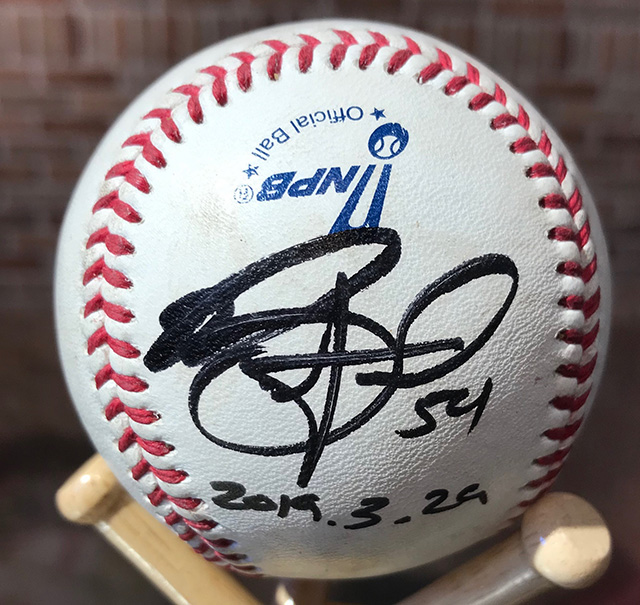 ★ Official Ball ★
NPB®
54
2019.3.29